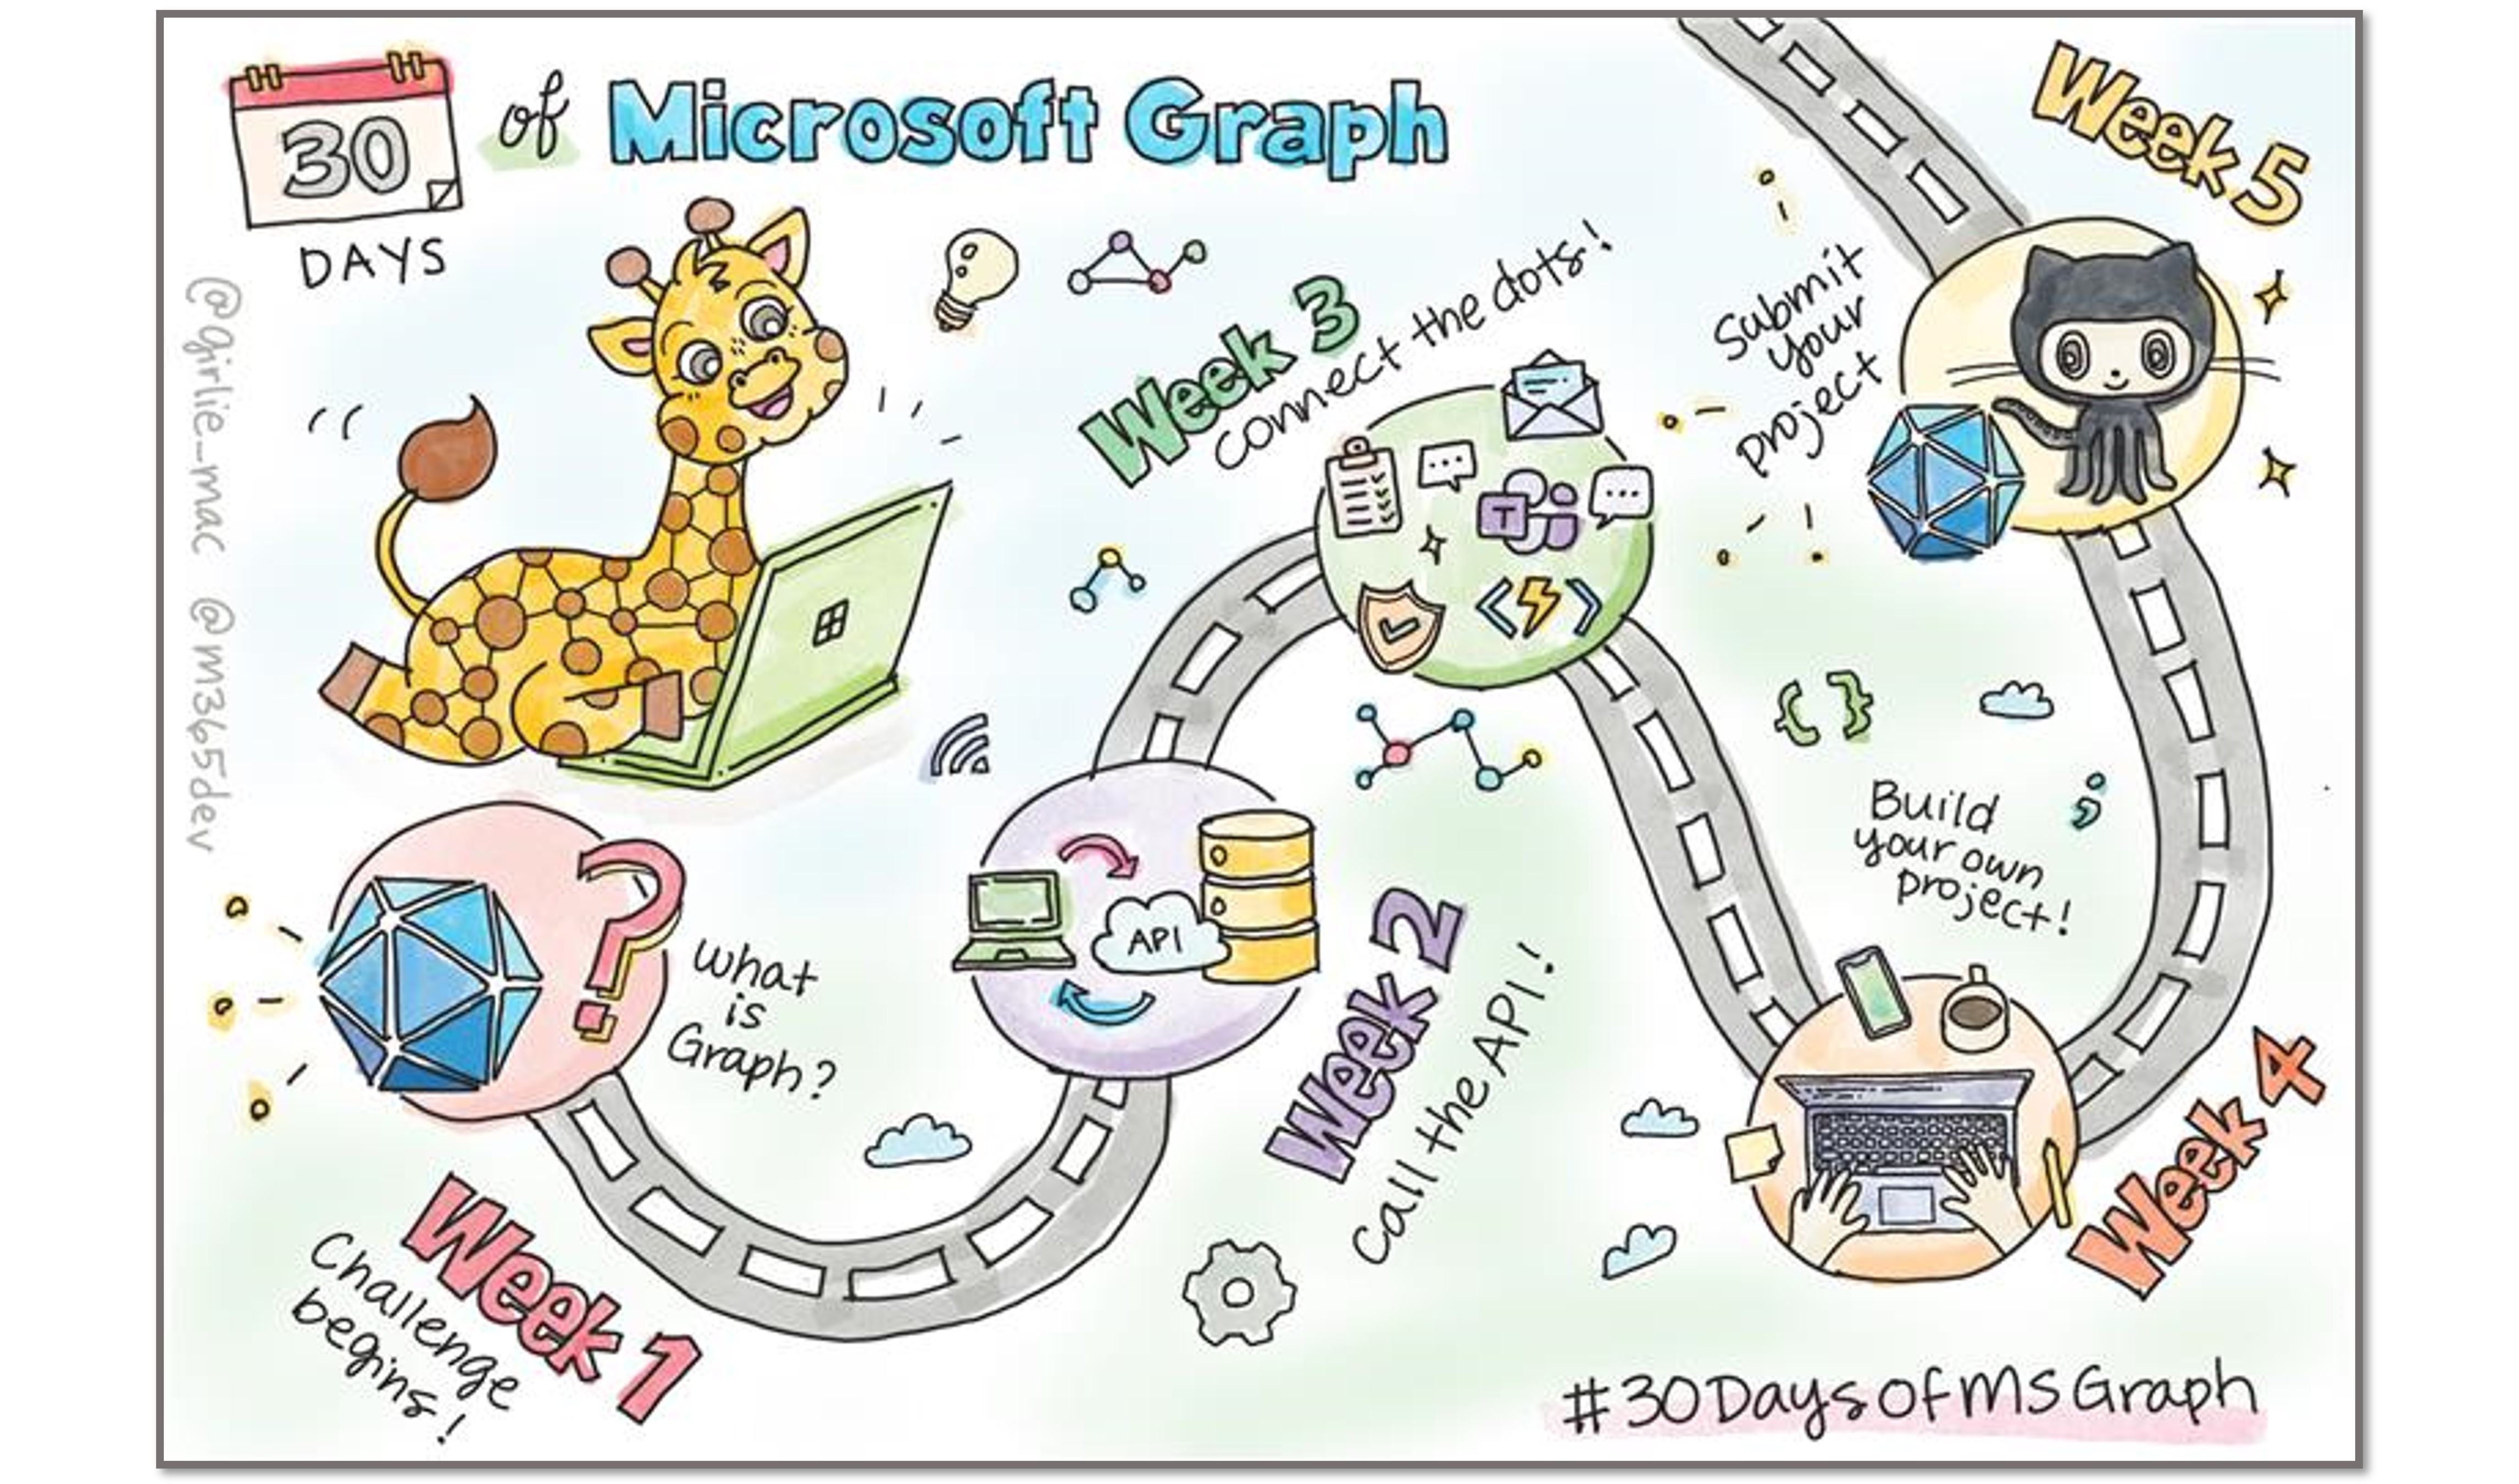 30
DAYS
of Microsoft Graph
@girlie_mac @m365dev
Week 1
Challenge
begins!
What
is
Graph?
API
Week 2
Call the API!
Week 3
Connect the dots!
T
Week 4
Build
your own
project!
{ }
;
Week 5
Submit
your
project
#30DaysOfMSGraph